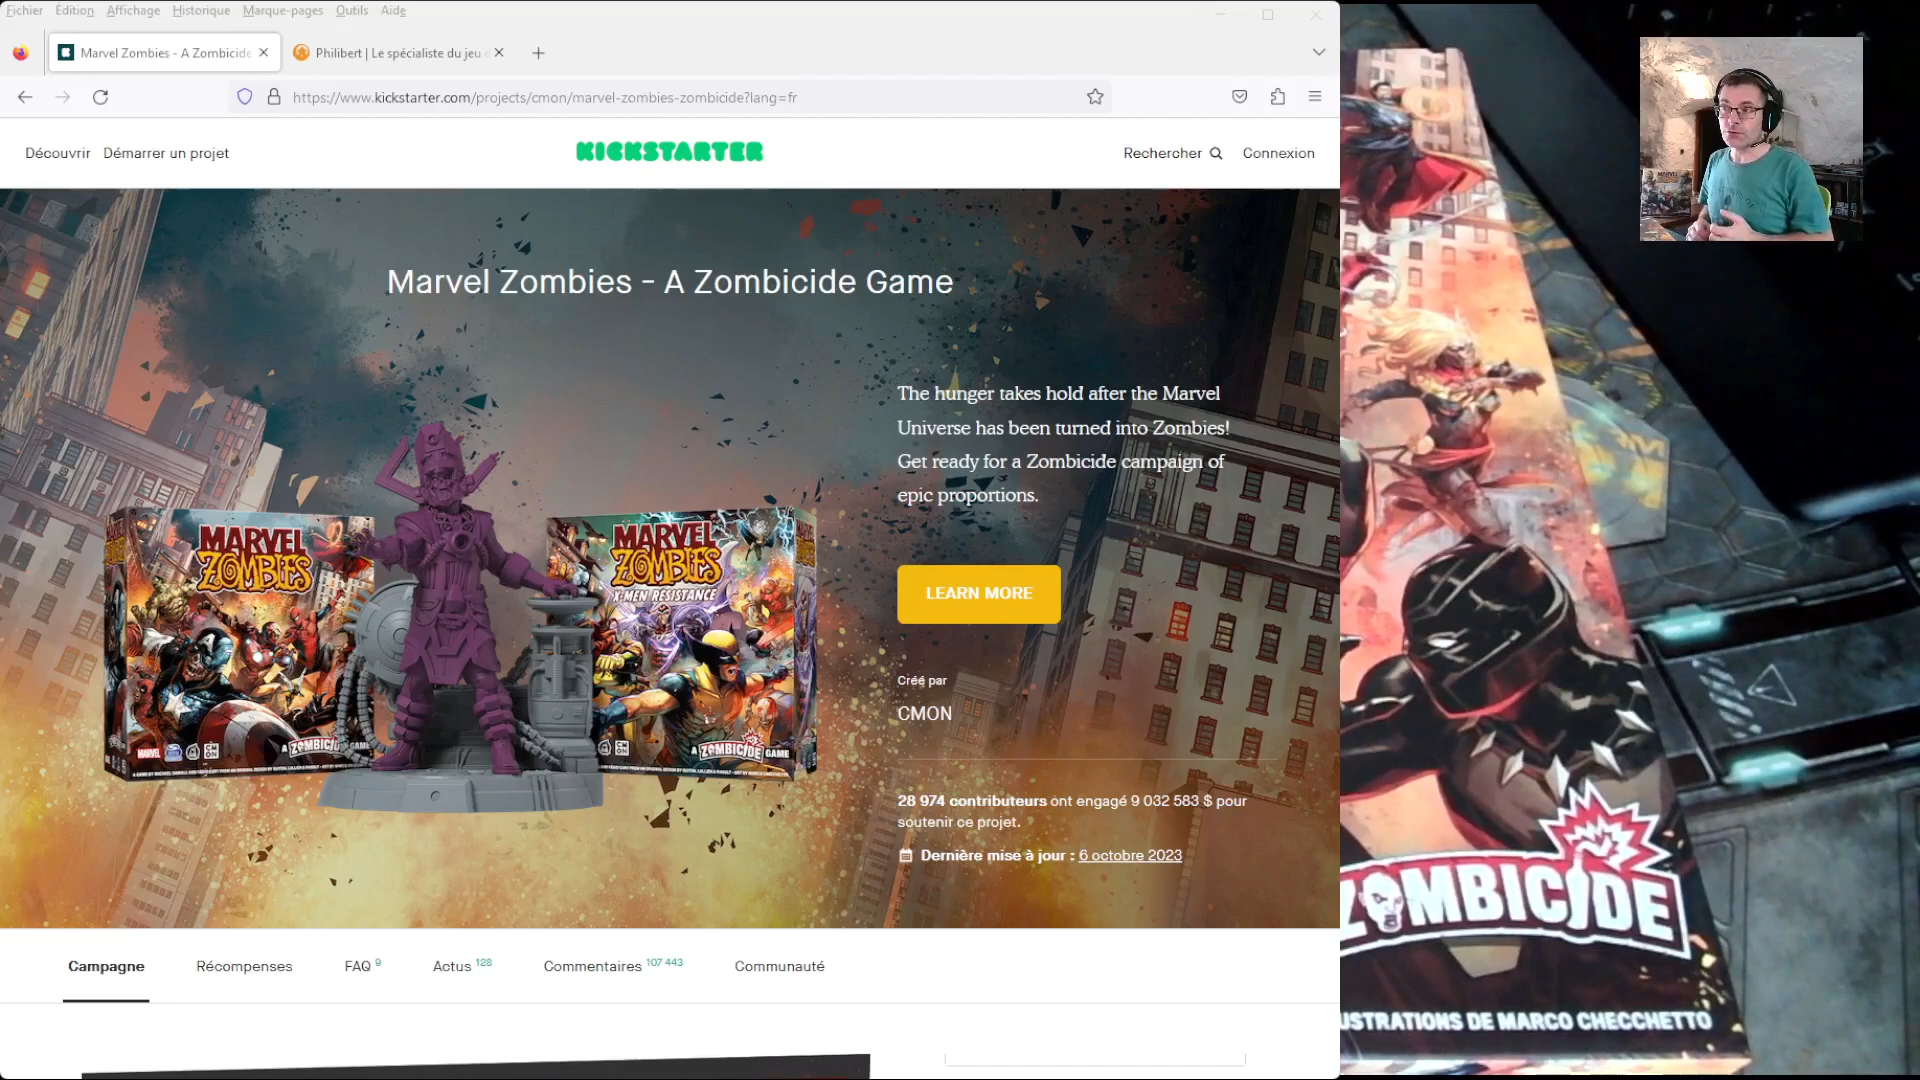 Fichier Édition Affichage Historique Marque-pages Outils Aide
Marvel Zombies - A Zombicide
Philibert | Le spécialiste du jeu
https://www.kickstarter.com/projects/cmon/marvel-zombies-zombicide?lang=fr
Découvrir Démarrer un projet
KICKSTARTER
Rechercher Connexion
Marvel Zombies - A Zombicide Game
The hunger takes hold after the Marvel
Universe has been turned into Zombies!
Get ready for a Zombicide campaign of
epic proportions.
LEARN MORE
Créé par
CMON
28 974 contributeurs ont engagé 9 032 583 $ pour
soutenir ce projet.
Dernière mise à jour : 6 octobre 2023
MARVEL
ZOMBIES
MARVEL
A ZOMBICIDE GAME
MARVEL
ZOMBIES
X-MEN RESISTANCE
A ZOMBICIDE GAME
Campagne Récompenses FAQ 9 Actus 128 Commentaires 107 443 Communauté
ZOMBICIDE
USTRATIONS DE MARCO CHECCHETTO